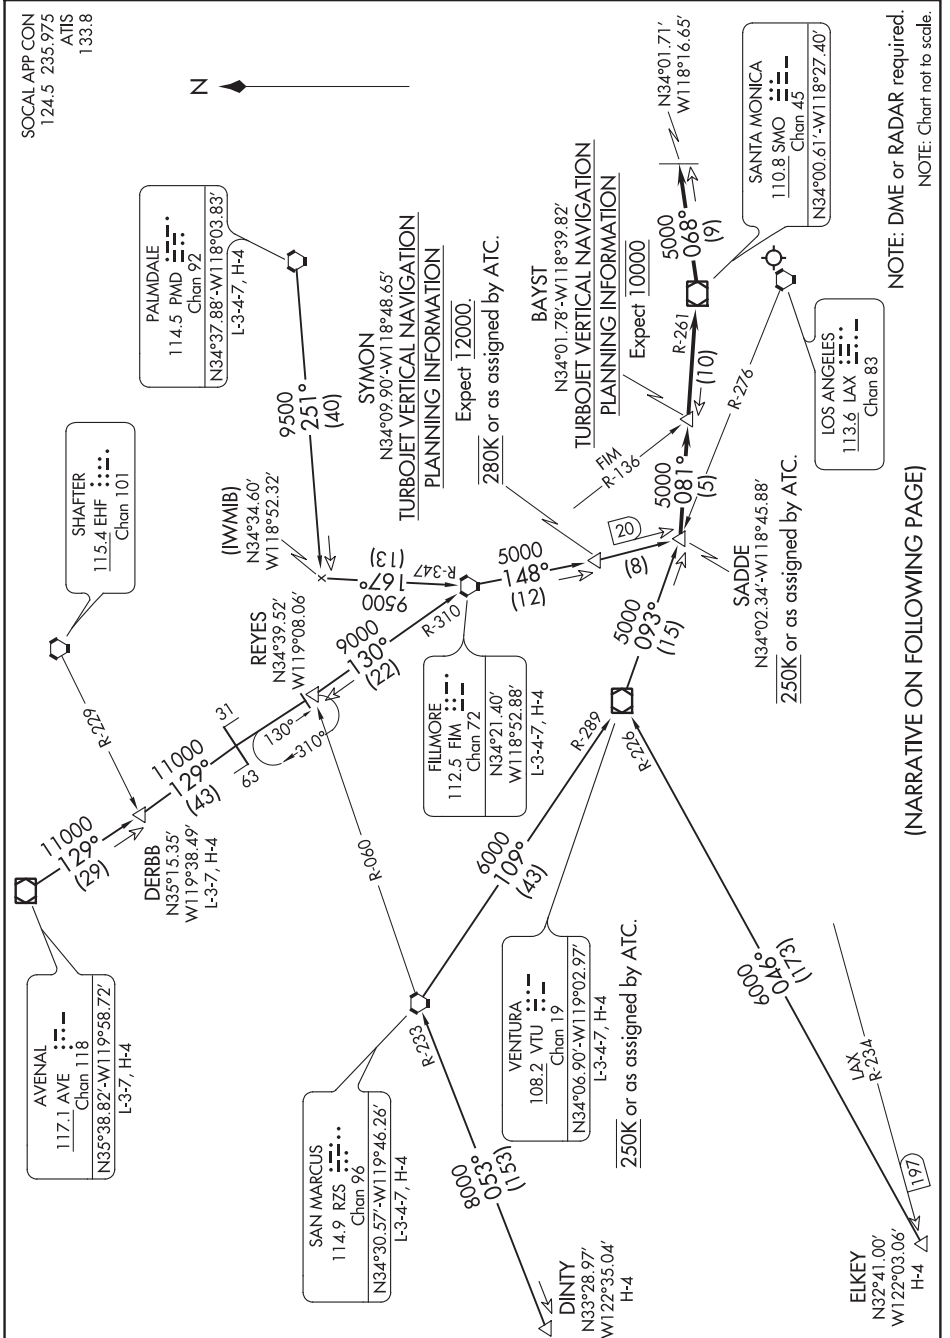 SOCAL APP CON
124.5 235.975
ATIS
133.8
N
AVENAL
117.1 AVE
Chan 118
N35°38.82′-W119°58.72′
L-3-7, H-4
11000
129°
(29)
DERBB
N35°15.35′
W119°38.49′
L-3-7, H-4
R-229
SHAFTER
115.4 EHF
Chan 101
11000
129°
(43)
31
63
130°
310°
REYES
N34°39.52′
W119°08.06′
R-060
9000
130°
(22)
R-310
(IWMIB)
N34°34.60′
W118°52.32′
PALMDALE
114.5 PMD
Chan 92
N34°37.88′-W118°03.83′
L-3-4-7, H-4
9500
251°
(40)
9500
167°
(13)
R-347
FILLMORE
112.5 FIM
Chan 72
N34°21.40′
W118°52.88′
L-3-4-7, H-4
5000
148°
(12)
SYMON
N34°09.90′-W118°48.65′
TURBOJET VERTICAL NAVIGATION
PLANNING INFORMATION
Expect 12000.
280K or as assigned by ATC.
20
(8)
FIM
R-136
BAYST
N34°01.78′-W118°39.82′
TURBOJET VERTICAL NAVIGATION
PLANNING INFORMATION
Expect 10000
SAN MARCUS
114.9 RZS
Chan 96
N34°30.57′-W119°46.26′
L-3-4-7, H-4
R-233
8000
053°
(153)
DINTY
N33°28.97′
W122°35.04′
H-4
6000
109°
(43)
R-289
VENTURA
108.2 VTU
Chan 19
N34°06.90′-W119°02.97′
L-3-4-7, H-4
250K or as assigned by ATC.
R-226
6000
046°
(173)
LAX
R-234
197
ELKEY
N32°41.00′
W122°03.06′
H-4
5000
093°
(15)
SADDE
N34°02.34′-W118°45.88′
250K or as assigned by ATC.
5000
081°
(5)
(10)
R-261
R-276
5000
068°
(9)
N34°01.71′
W118°16.65′
SANTA MONICA
110.8 SMO
Chan 45
N34°00.61′-W118°27.40′
LOS ANGELES
113.6 LAX
Chan 83
(NARRATIVE ON FOLLOWING PAGE)
NOTE: DME or RADAR required.
NOTE: Chart not to scale.